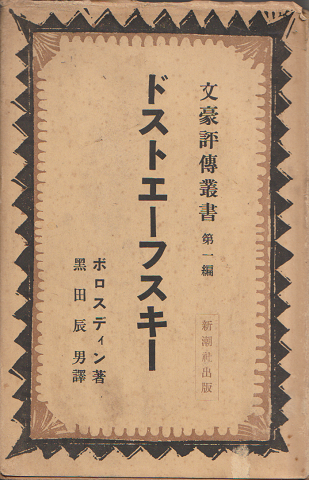 文豪評傳叢書 第一編
ドストエーフスキー
ボロスディン著
黑田辰男譯
新潮社出版